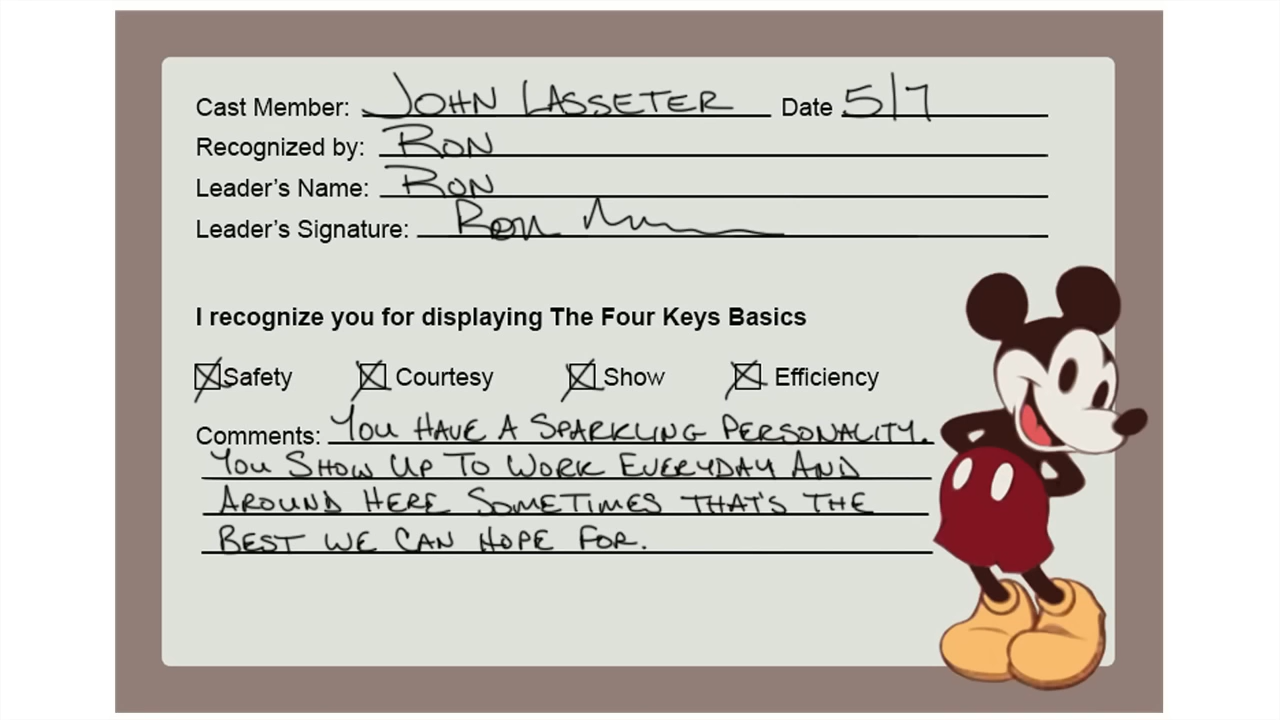 Cast Member: JOHN LASSETER Date 5/7
Recognized by: RON
Leader's Name: RON
Leader's Signature: Ron
I recognize you for displaying The Four Keys Basics
Safety Courtesy Show Efficiency
Comments: YOU HAVE A SPARKLING PERSONALITY.
YOU SHOW UP TO WORK EVERYDAY AND
AROUND HERE SOMETIMES THAT'S THE
BEST WE CAN HOPE FOR.